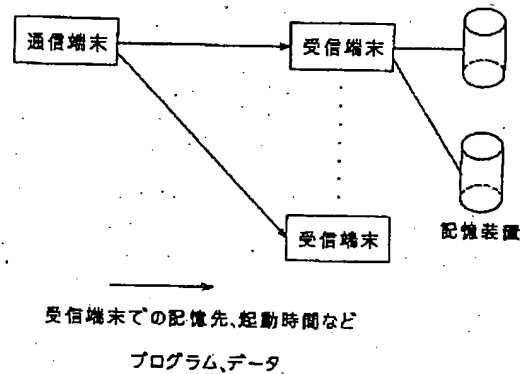 通信端末
受信端末
受信端末
記憶装置
受信端末での記憶先、起動時間など
プログラム、データ